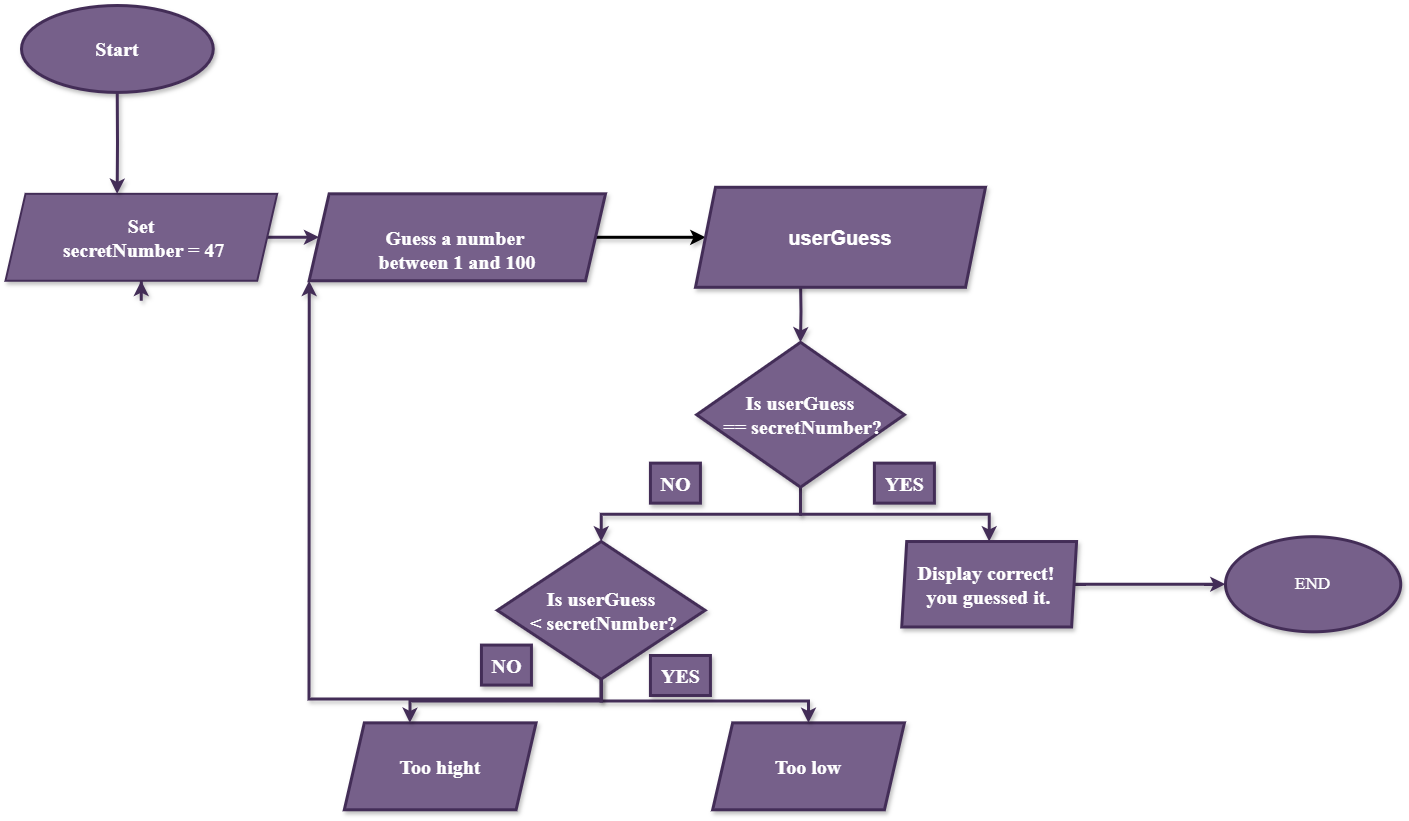 Start
Set
secretNumber = 47
Guess a number
between 1 and 100
userGuess
Is userGuess
== secretNumber?
NO
YES
Display correct!
you guessed it.
END
Is userGuess
< secretNumber?
NO
YES
Too hight
Too low